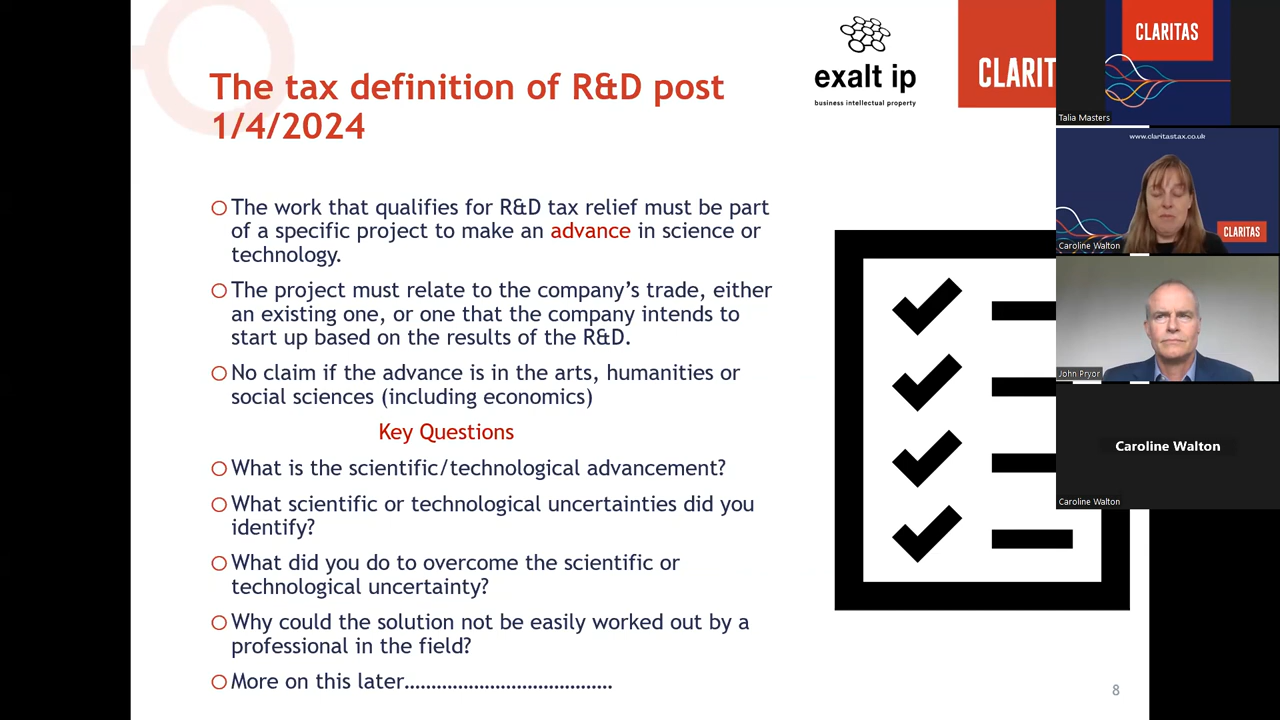 The tax definition of R&D post
1/4/2024
exalt ip
business intellectual property
CLARIT
The work that qualifies for R&D tax relief must be part
of a specific project to make an advance in science or
technology.
The project must relate to the company's trade, either
an existing one, or one that the company intends to
start up based on the results of the R&D.
No claim if the advance is in the arts, humanities or
social sciences (including economics)
Key Questions
What is the scientific/technological advancement?
What scientific or technological uncertainties did you
identify?
What did you do to overcome the scientific or
technological uncertainty?
Why could the solution not be easily worked out by a
professional in the field?
More on this later......................................
8
CLARITAS
Talia Masters
www.claritastax.co.uk
CLARITAS
Caroline Walton
John Pryor
Caroline Walton
Caroline Walton